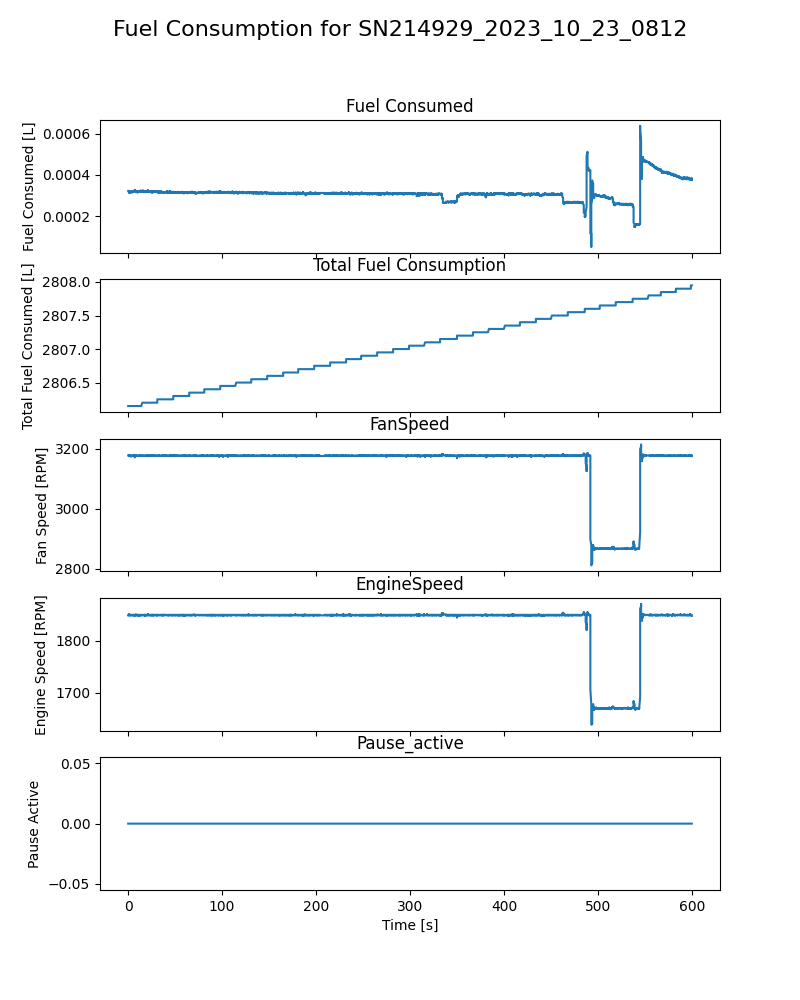 Fuel Consumption for SN214929_2023_10_23_0812
Fuel Consumed
Fuel Consumed [L]
0.0006
0.0004
0.0002
Total Fuel Consumption
Total Fuel Consumed [L]
2808.0
2807.5
2807.0
2806.5
FanSpeed
Fan Speed [RPM]
3200
3000
2800
EngineSpeed
Engine Speed [RPM]
1800
1700
Pause_active
Pause Active
0.05
0.00
−0.05
0 100 200 300 400 500 600
Time [s]